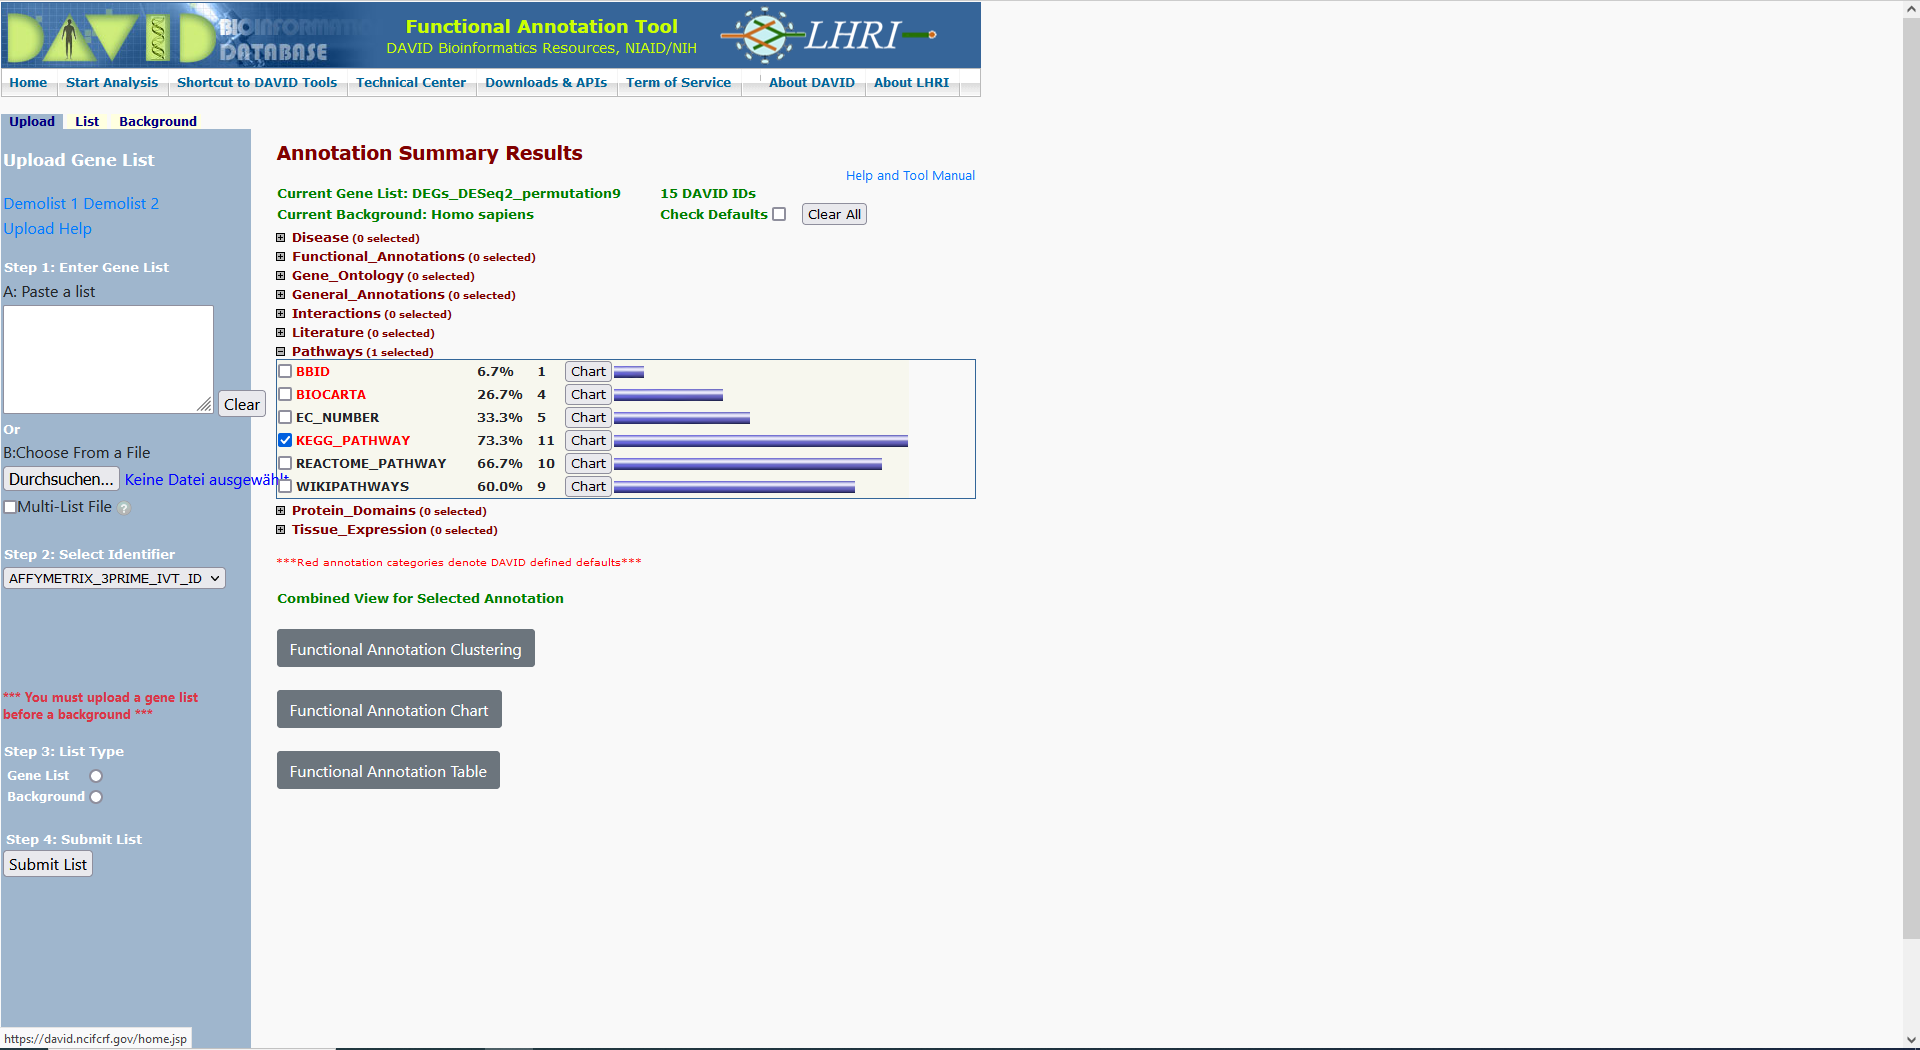 DAVID BIOINFORMATICS DATABASE
Functional Annotation Tool
DAVID Bioinformatics Resources, NIAID/NIH
LHRI
Home Start Analysis Shortcut to DAVID Tools Technical Center Downloads & APIs Term of Service About DAVID About LHRI
Upload List Background
Upload Gene List
Demolist 1 Demolist 2
Upload Help
Step 1: Enter Gene List
A: Paste a list
Clear
Or
B:Choose From a File
Durchsuchen... Keine Datei ausgewählt
Multi-List File ?
Step 2: Select Identifier
AFFYMETRIX_3PRIME_IVT_ID
*** You must upload a gene list
before a background ***
Step 3: List Type
Gene List
Background
Step 4: Submit List
Submit List
Annotation Summary Results
Help and Tool Manual
Current Gene List: DEGs_DESeq2_permutation9 15 DAVID IDs
Current Background: Homo sapiens Check Defaults Clear All
Disease (0 selected)
Functional_Annotations (0 selected)
Gene_Ontology (0 selected)
General_Annotations (0 selected)
Interactions (0 selected)
Literature (0 selected)
Pathways (1 selected)
BBID 6.7% 1 Chart
BIOCARTA 26.7% 4 Chart
EC_NUMBER 33.3% 5 Chart
KEGG_PATHWAY 73.3% 11 Chart
REACTOME_PATHWAY 66.7% 10 Chart
WIKIPATHWAYS 60.0% 9 Chart
Protein_Domains (0 selected)
Tissue_Expression (0 selected)
***Red annotation categories denote DAVID defined defaults***
Combined View for Selected Annotation
Functional Annotation Clustering
Functional Annotation Chart
Functional Annotation Table
https://david.ncifcrf.gov/home.jsp